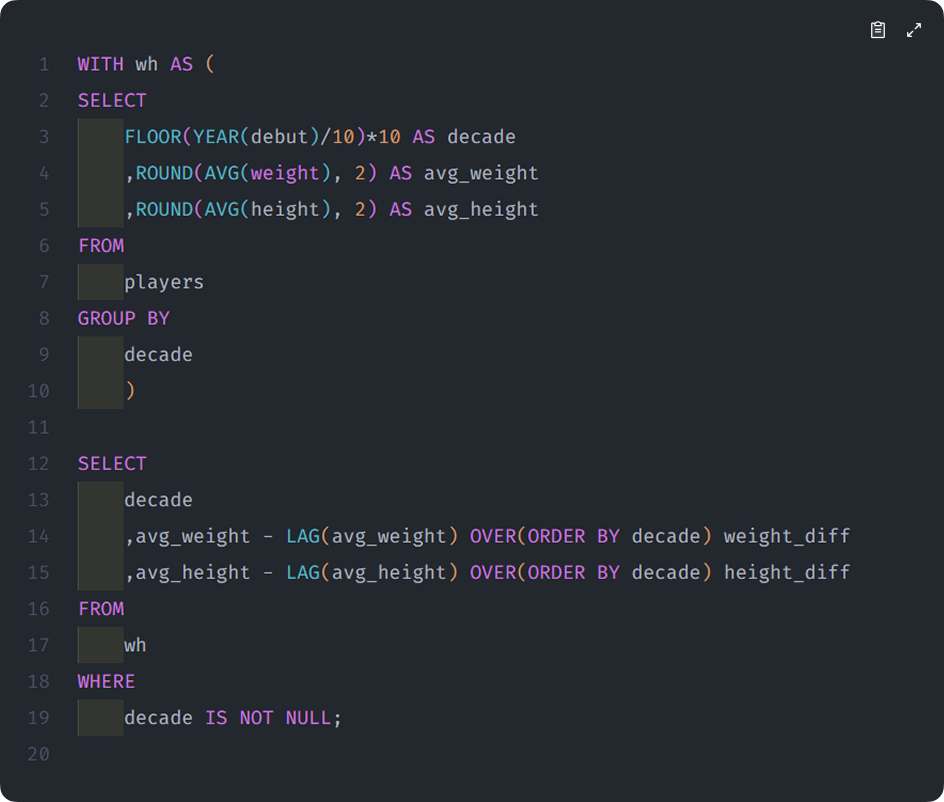 1 WITH wh AS (
2 SELECT
3     FLOOR(YEAR(debut)/10)*10 AS decade
4     ,ROUND(AVG(weight), 2) AS avg_weight
5     ,ROUND(AVG(height), 2) AS avg_height
6 FROM
7     players
8 GROUP BY
9     decade
10     )
11
12 SELECT
13     decade
14     ,avg_weight - LAG(avg_weight) OVER(ORDER BY decade) weight_diff
15     ,avg_height - LAG(avg_height) OVER(ORDER BY decade) height_diff
16 FROM
17     wh
18 WHERE
19     decade IS NOT NULL;
20